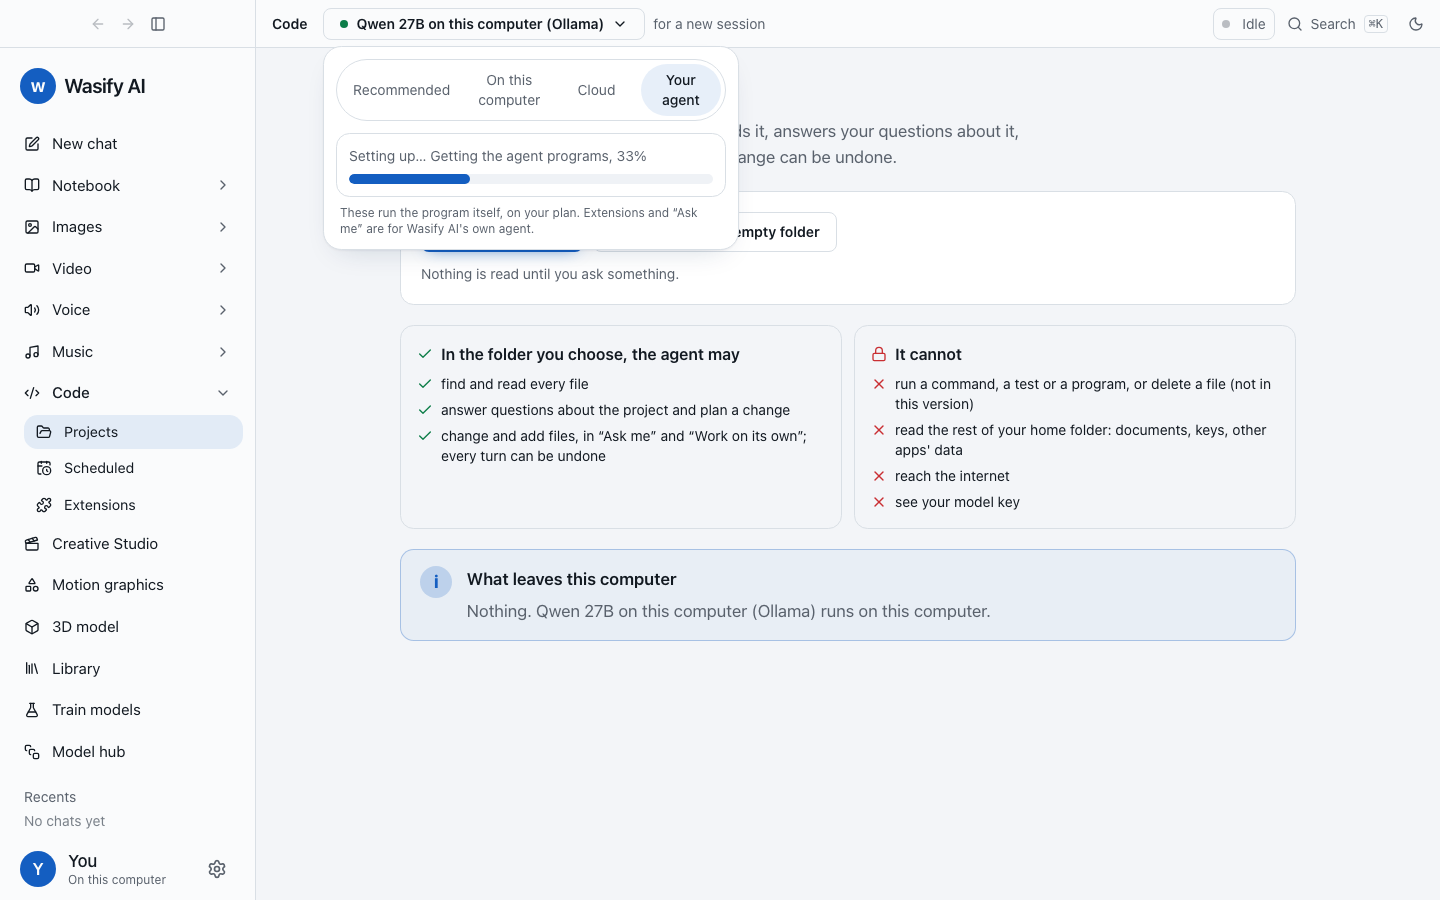 Code
Qwen 27B on this computer (Ollama)
for a new session
Idle
Search
⌘K
W
Wasify AI
New chat
Notebook
Images
Video
Voice
Music
Code
Projects
Scheduled
Extensions
Creative Studio
Motion graphics
3D model
Library
Train models
Model hub
Recents
No chats yet
Y
You
On this computer
Recommended
On this
computer
Cloud
Your
agent
Setting up… Getting the agent programs, 33%
These run the program itself, on your plan. Extensions and “Ask
me” are for Wasify AI's own agent.
it, answers your questions about it,
can be undone.
empty folder
Nothing is read until you ask something.
In the folder you choose, the agent may
find and read every file
answer questions about the project and plan a change
change and add files, in “Ask me” and “Work on its own”;
every turn can be undone
It cannot
run a command, a test or a program, or delete a file (not in
this version)
read the rest of your home folder: documents, keys, other
apps' data
reach the internet
see your model key
i
What leaves this computer
Nothing. Qwen 27B on this computer (Ollama) runs on this computer.